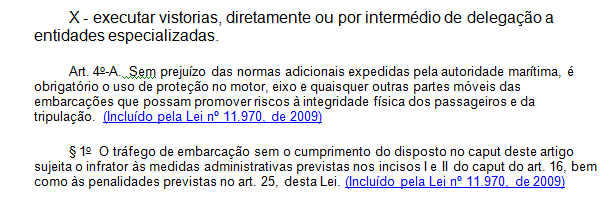 X - executar vistorias, diretamente ou por intermédio de delegação a
entidades especializadas.
Art. 4º-A. Sem prejuízo das normas adicionais expedidas pela autoridade marítima, é
obrigatório o uso de proteção no motor, eixo e quaisquer outras partes móveis das
embarcações que possam promover riscos à integridade física dos passageiros e da
tripulação. (Incluído pela Lei nº 11.970, de 2009)
§ 1º O tráfego de embarcação sem o cumprimento do disposto no caput deste artigo
sujeita o infrator às medidas administrativas previstas nos incisos I e II do caput do art. 16, bem
como às penalidades previstas no art. 25, desta Lei. (Incluído pela Lei nº 11.970, de 2009)